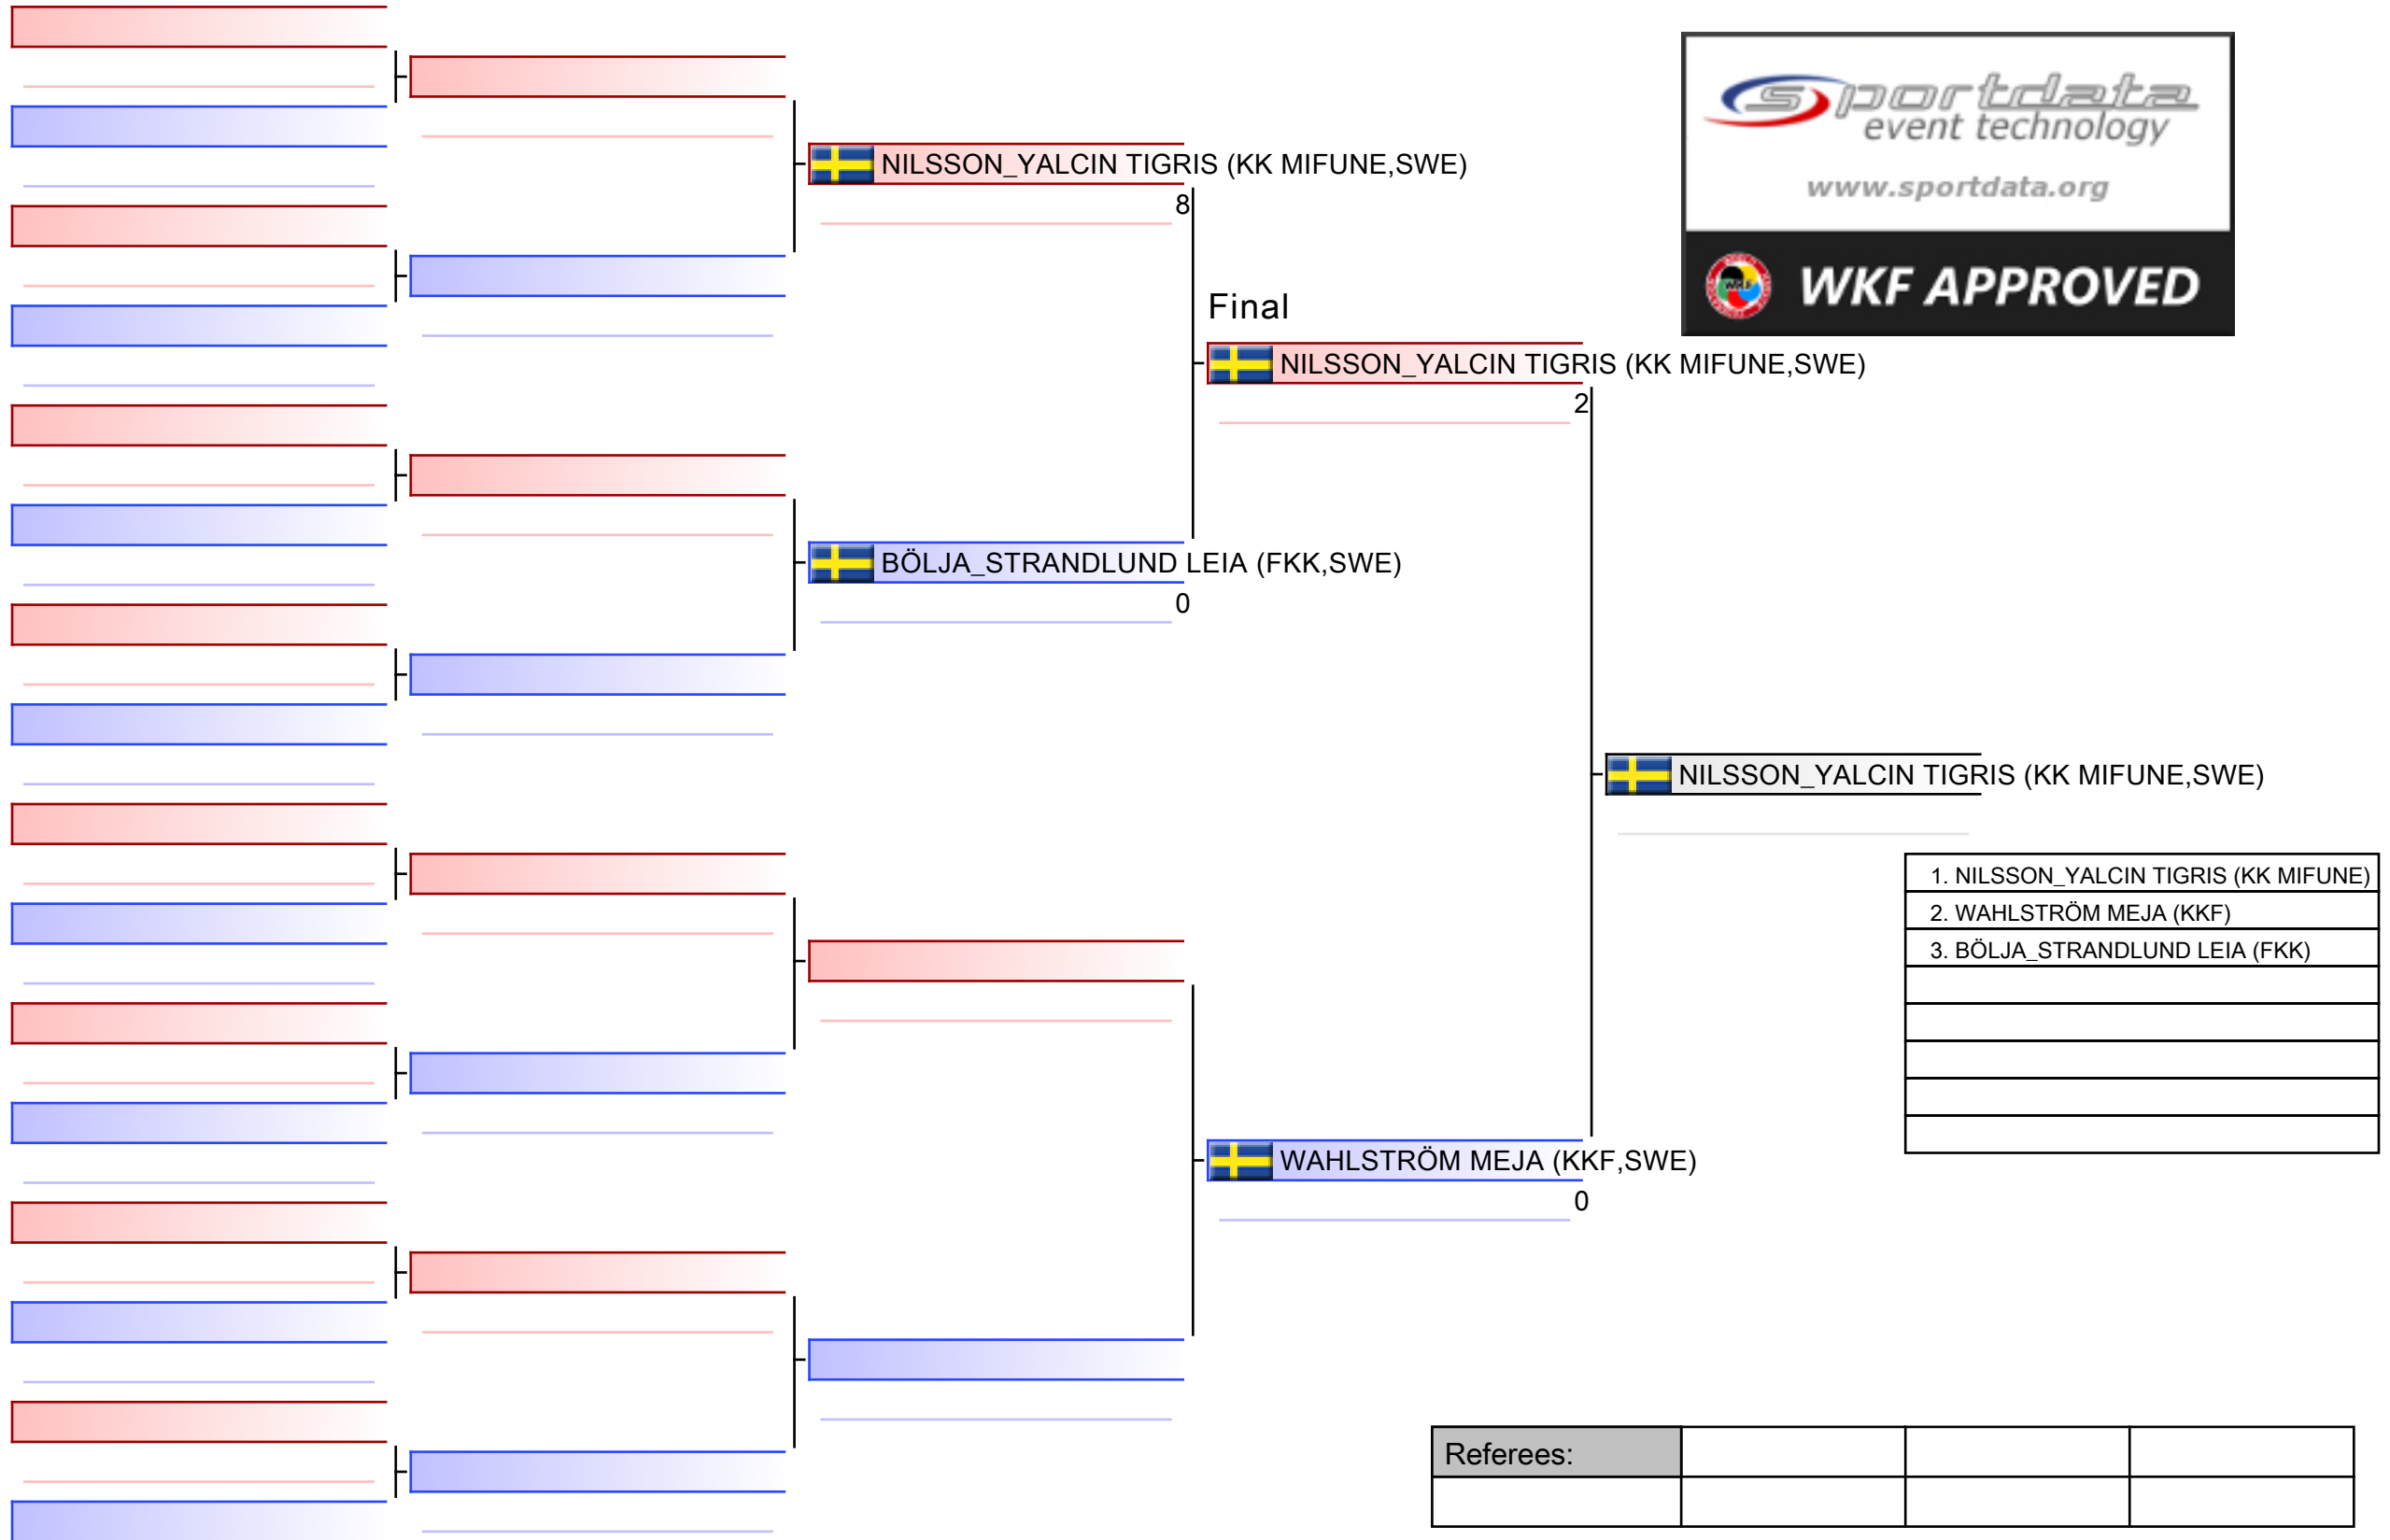 sportdata
event technology
www.sportdata.org
WKF
WKF APPROVED
NILSSON_YALCIN TIGRIS (KK MIFUNE,SWE)
8
Final
NILSSON_YALCIN TIGRIS (KK MIFUNE,SWE)
2
BÖLJA_STRANDLUND LEIA (FKK,SWE)
0
NILSSON_YALCIN TIGRIS (KK MIFUNE,SWE)
1. NILSSON_YALCIN TIGRIS (KK MIFUNE)
2. WAHLSTRÖM MEJA (KKF)
3. BÖLJA_STRANDLUND LEIA (FKK)
WAHLSTRÖM MEJA (KKF,SWE)
0
Referees: